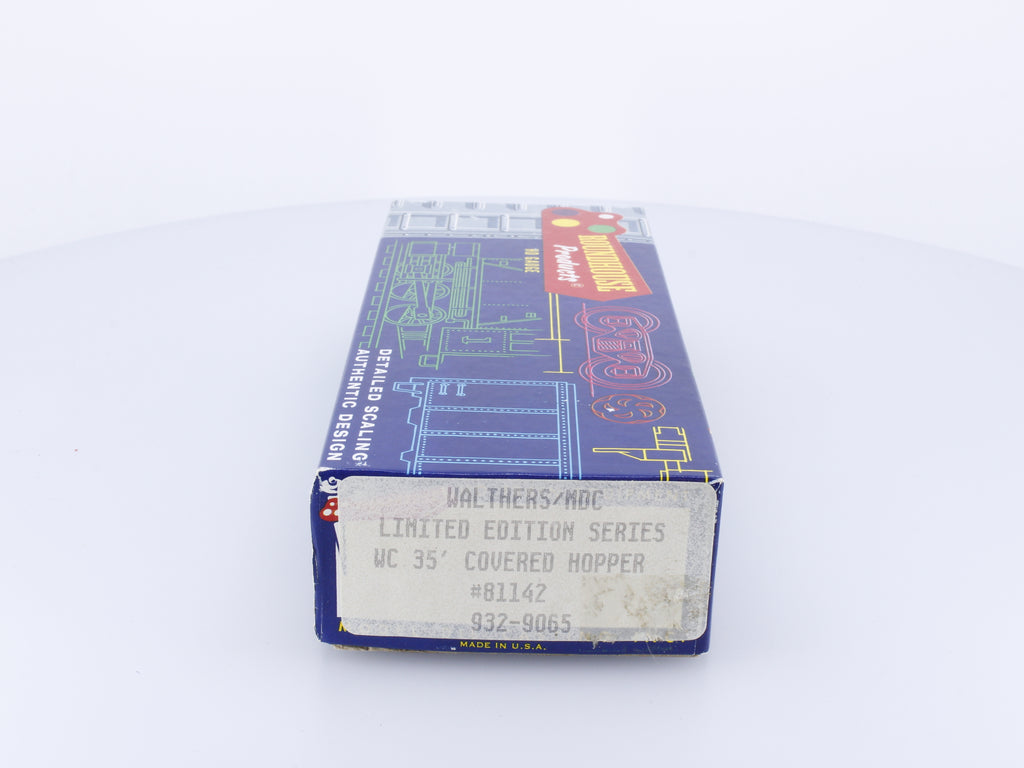 ROUNDHOUSE
Products®
HO GAUGE
DETAILED SCALING
AUTHENTIC DESIGN
WALTHERS/MDC
LIMITED EDITION SERIES
WC 35' COVERED HOPPER
#81142
932-9065
MADE IN U.S.A.